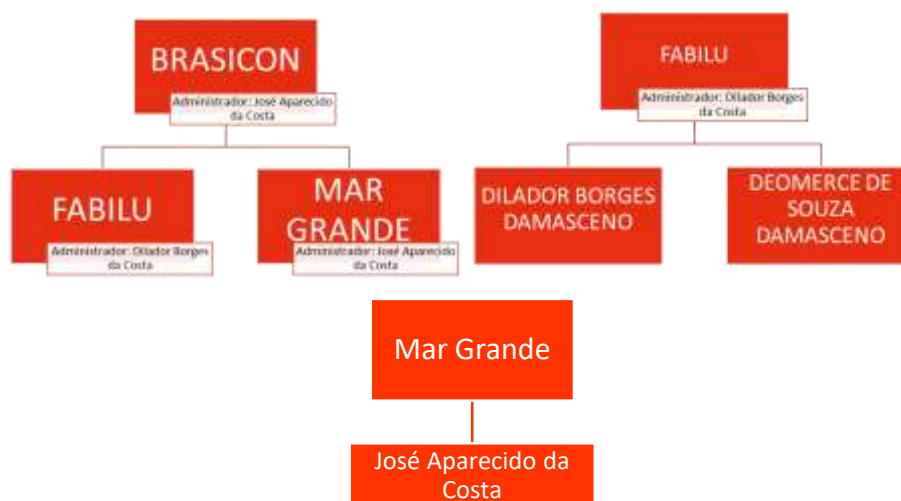 BRASICON
Administrador: José Aparecido
da Costa
FABILU
Administrador: Dilador Borges
da Costa
MAR
GRANDE
Administrador: José Aparecido
da Costa
FABILU
Administrador: Dilador Borges
da Costa
DILADOR BORGES
DAMASCENO
DEOMERCE DE
SOUZA
DAMASCENO
Mar Grande
José Aparecido da
Costa